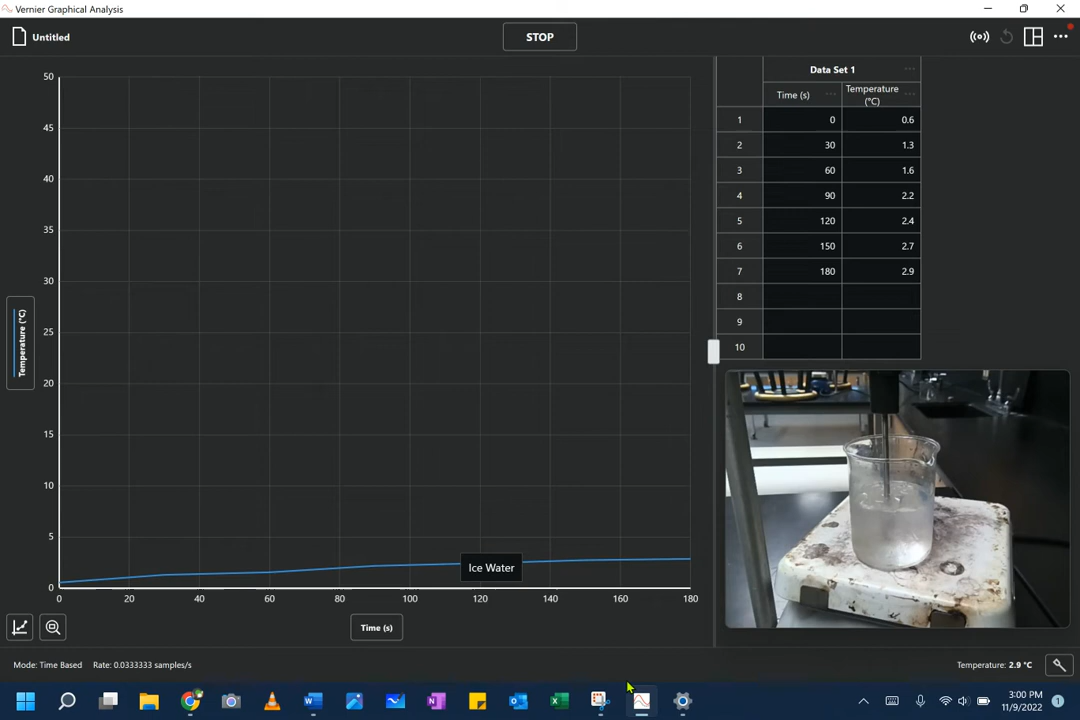 Vernier Graphical Analysis
Untitled
STOP
Data Set 1
Time (s)
Temperature
(°C)
1 0 0.6
2 30 1.3
3 60 1.6
4 90 2.2
5 120 2.4
6 150 2.7
7 180 2.9
8
9
10
50
45
40
35
30
25
20
15
10
5
0
Temperature (°C)
Ice Water
0 20 40 60 80 100 120 140 160 180
Time (s)
Mode: Time Based Rate: 0.0333333 samples/s
Temperature: 2.9 °C
3:00 PM
11/9/2022
1